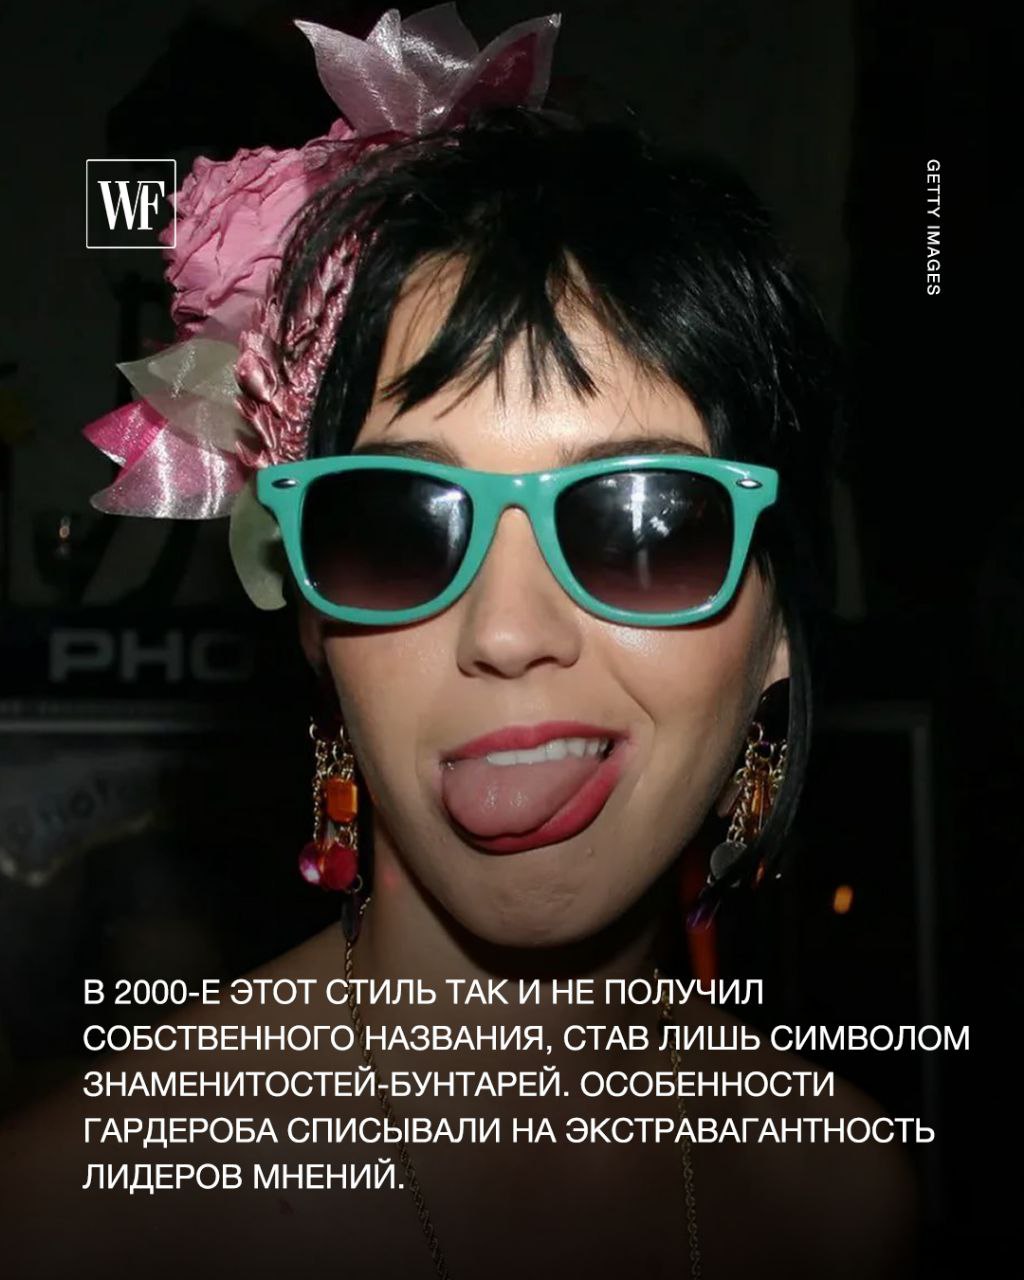 WF
GETTY IMAGES
PHO
В 2000-Е ЭТОТ СТИЛЬ ТАК И НЕ ПОЛУЧИЛ
СОБСТВЕННОГО НАЗВАНИЯ, СТАВ ЛИШЬ СИМВОЛОМ
ЗНАМЕНИТОСТЕЙ-БУНТАРЕЙ. ОСОБЕННОСТИ
ГАРДЕРОБА СПИСЫВАЛИ НА ЭКСТРАВАГАНТНОСТЬ
ЛИДЕРОВ МНЕНИЙ.